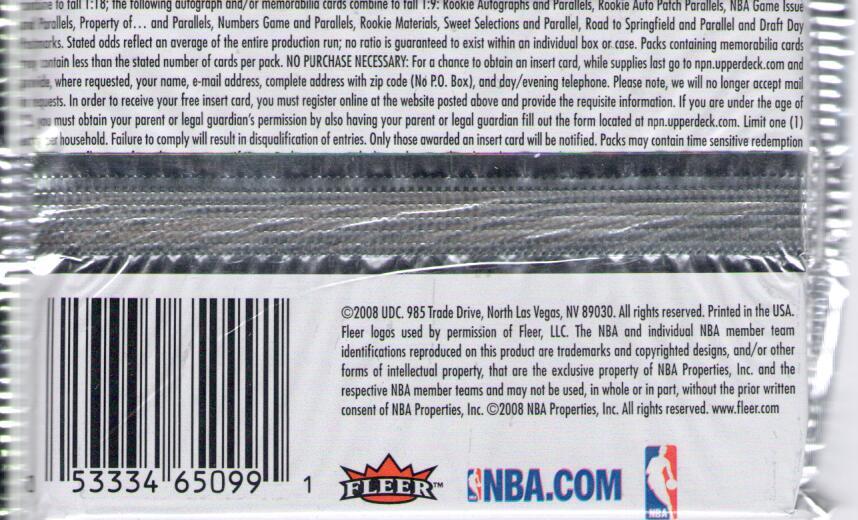 to fall 1:18; the following autograph and/or memorabilia cards combine to fall 1:9: Rookie Autographs and Parallels, Rookie Auto Patch Parallels, NBA Game Issue
Parallels, Property of... and Parallels, Numbers Game and Parallels, Rookie Materials, Sweet Selections and Parallel, Road to Springfield and Parallel and Draft Day
Stated odds reflect an average of the entire production run; no ratio is guaranteed to exist within an individual box or case. Packs containing memorabilia cards
contain less than the stated number of cards per pack. NO PURCHASE NECESSARY: For a chance to obtain an insert card, while supplies last go to npn.upperdeck.com and
where requested, your name, e-mail address, complete address with zip code (No P.O. Box), and day/evening telephone. Please note, we will no longer accept mail
requests. In order to receive your free insert card, you must register online at the website posted above and provide the requisite information. If you are under the age of
must obtain your parent or legal guardian's permission by also having your parent or legal guardian fill out the form located at npn.upperdeck.com. Limit one (1)
household. Failure to comply will result in disqualification of entries. Only those awarded an insert card will be notified. Packs may contain time sensitive redemption
©2008 UDC. 985 Trade Drive, North Las Vegas, NV 89030. All rights reserved. Printed in the USA.
Fleer logos used by permission of Fleer, LLC. The NBA and individual NBA member team
identifications reproduced on this product are trademarks and copyrighted designs, and/or other
forms of intellectual property, that are the exclusive property of NBA Properties, Inc. and the
respective NBA member teams and may not be used, in whole or in part, without the prior written
consent of NBA Properties, Inc. ©2008 NBA Properties, Inc. All rights reserved. www.fleer.com
53334 65099 1
FLEER™
NBA.COM
NBA